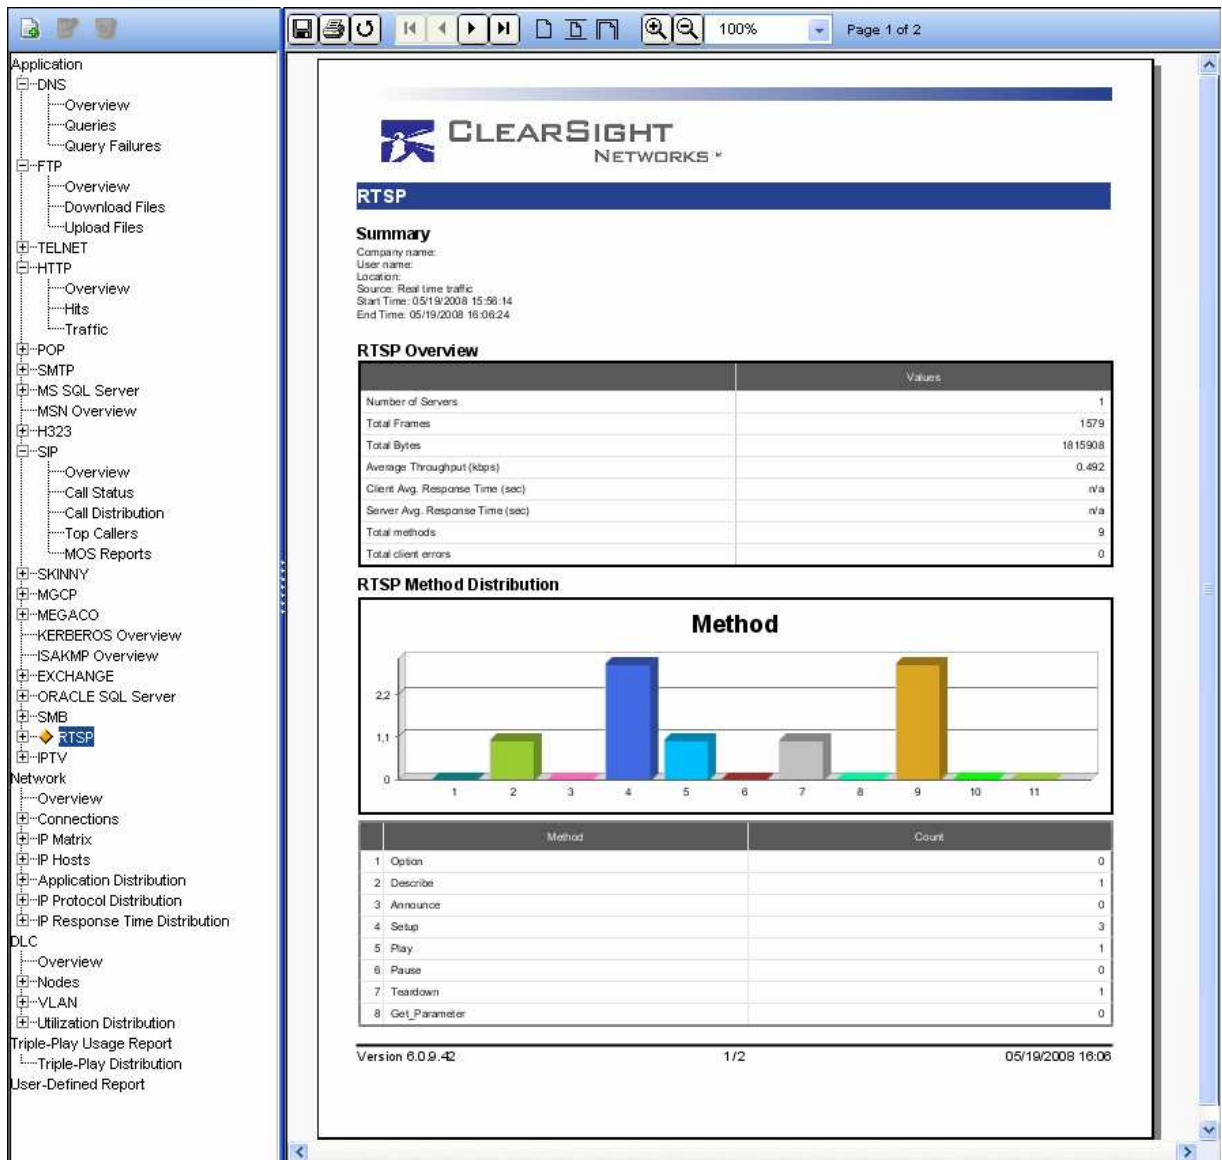 100%
Page 1 of 2
Application
DNS
Overview
Queries
Query Failures
FTP
Overview
Download Files
Upload Files
TELNET
HTTP
Overview
Hits
Traffic
POP
SMTP
MS SQL Server
MSN Overview
H323
SIP
Overview
Call Status
Call Distribution
Top Callers
MOS Reports
SKINNY
MGCP
MEGACO
KERBEROS Overview
ISAKMP Overview
EXCHANGE
ORACLE SQL Server
SMB
RTSP
IPTV
Network
Overview
Connections
IP Matrix
IP Hosts
Application Distribution
IP Protocol Distribution
IP Response Time Distribution
DLC
Overview
Nodes
VLAN
Utilization Distribution
Triple-Play Usage Report
Triple-Play Distribution
User-Defined Report
CLEARSIGHT
NETWORKS
RTSP
Summary
Company name:
User name:
Location:
Source: Real time traffic
Start Time: 05/19/2008 15:56:14
End Time: 05/19/2008 16:06:24
RTSP Overview
Values
Number of Servers 1
Total Frames 1579
Total Bytes 1815908
Average Throughput (kbps) 0.492
Client Avg. Response Time (sec) n/a
Server Avg. Response Time (sec) n/a
Total methods 9
Total client errors 0
RTSP Method Distribution
Method
2,2
1,1
0
1 2 3 4 5 6 7 8 9 10 11
Method Count
1 Option 0
2 Describe 1
3 Announce 0
4 Setup 3
5 Play 1
6 Pause 0
7 Teardown 1
8 Get_Parameter 0
Version 6.0.9.42 1/2 05/19/2008 16:06